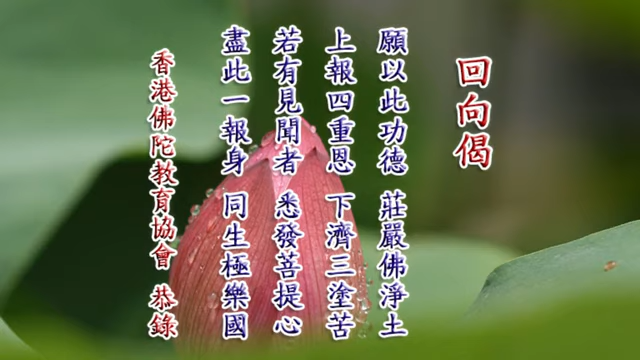 回向偈
願以此功德 莊嚴佛淨土
上報四重恩 下濟三塗苦
若有見聞者 悉發菩提心
盡此一報身 同生極樂國
香港佛陀教育協會 恭錄